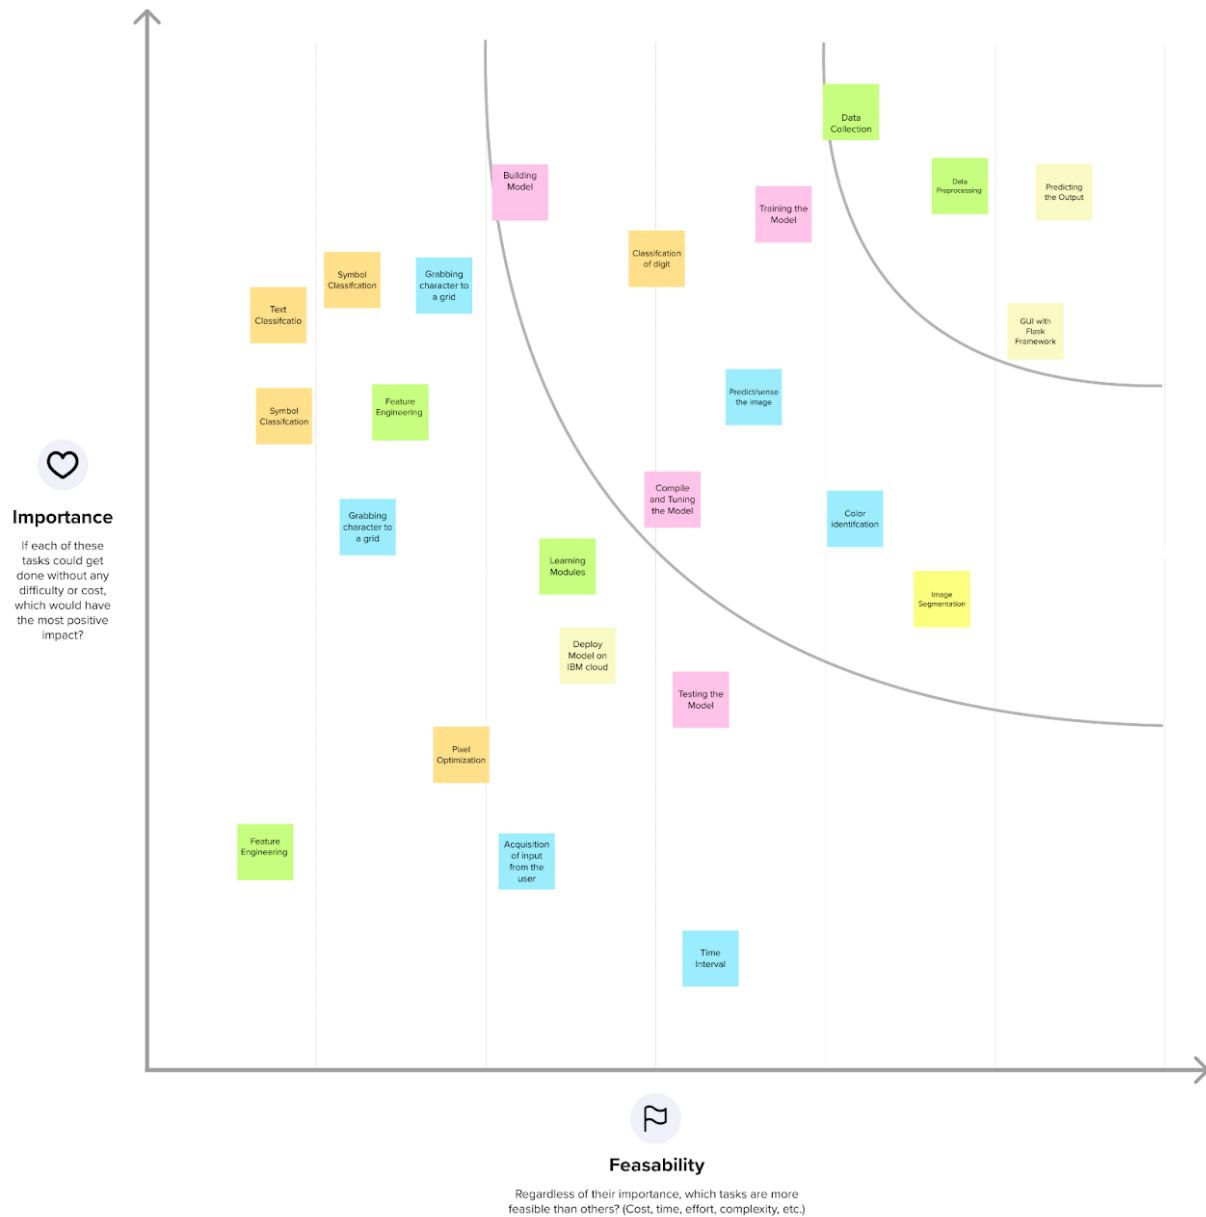 Data
Collection
Building
Model
Data
Preprocessing
Predicting
the Output
Training the
Model
Classifcation
of digit
Symbol
Classifcation
Grabbing
character to
a grid
Text
Classifcatio
GUI with
Flask
Framework
Predict/sense
the image
Feature
Engineering
Symbol
Classifcation
Compile
and Tuning
the Model
Color
identifcation
Grabbing
character to
a grid
Learning
Modules
Image
Segmentation
Deploy
Model on
IBM cloud
Testing the
Model
Pixel
Optimization
Feature
Engineering
Acquisition
of input
from the
user
Time
Interval
Importance
If each of these
tasks could get
done without any
difficulty or cost,
which would have
the most positive
impact?
Feasability
Regardless of their importance, which tasks are more
feasible than others? (Cost, time, effort, complexity, etc.)